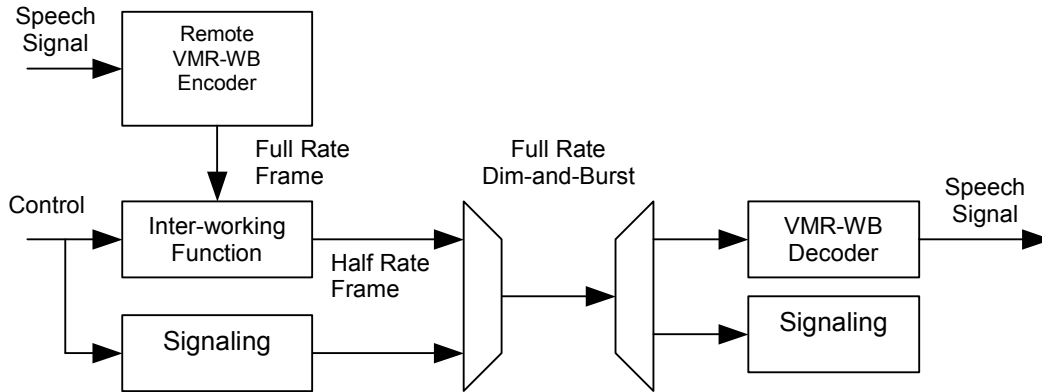 Speech
Signal
Remote
VMR-WB
Encoder
Full Rate
Frame
Full Rate
Dim-and-Burst
Control
Inter-working
Function
Half Rate
Frame
Signaling
VMR-WB
Decoder
Speech
Signal
Signaling